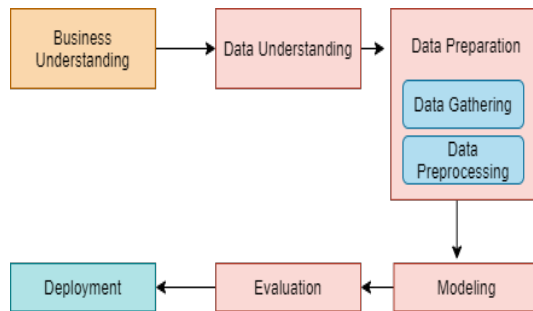 Business
Understanding
Data Understanding
Data Preparation
Data Gathering
Data
Preprocessing
Deployment
Evaluation
Modeling